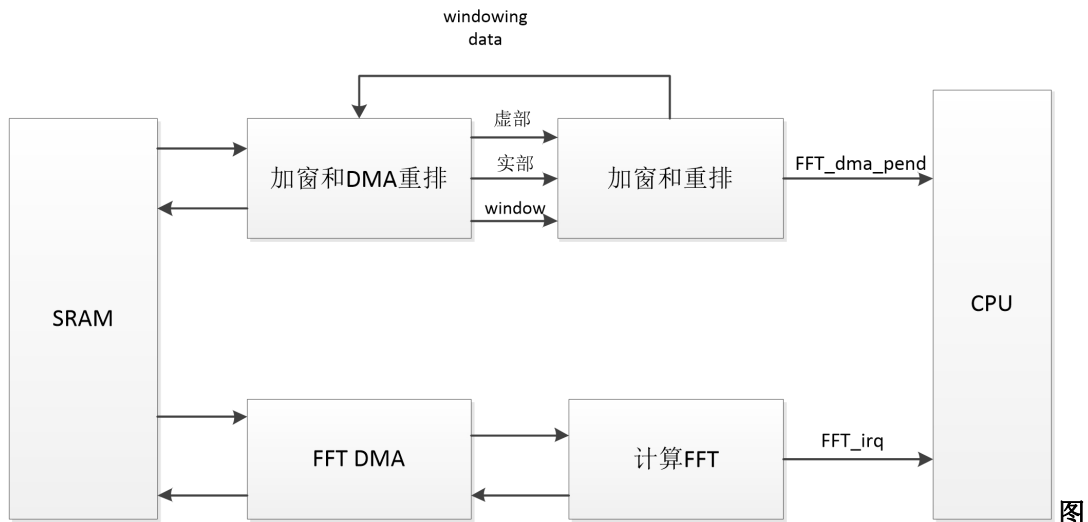 windowing
data
虚部
加窗和DMA重排
实部
加窗和重排
FFT_dma_pend
window
SRAM
CPU
FFT DMA
计算FFT
FFT_irq
图